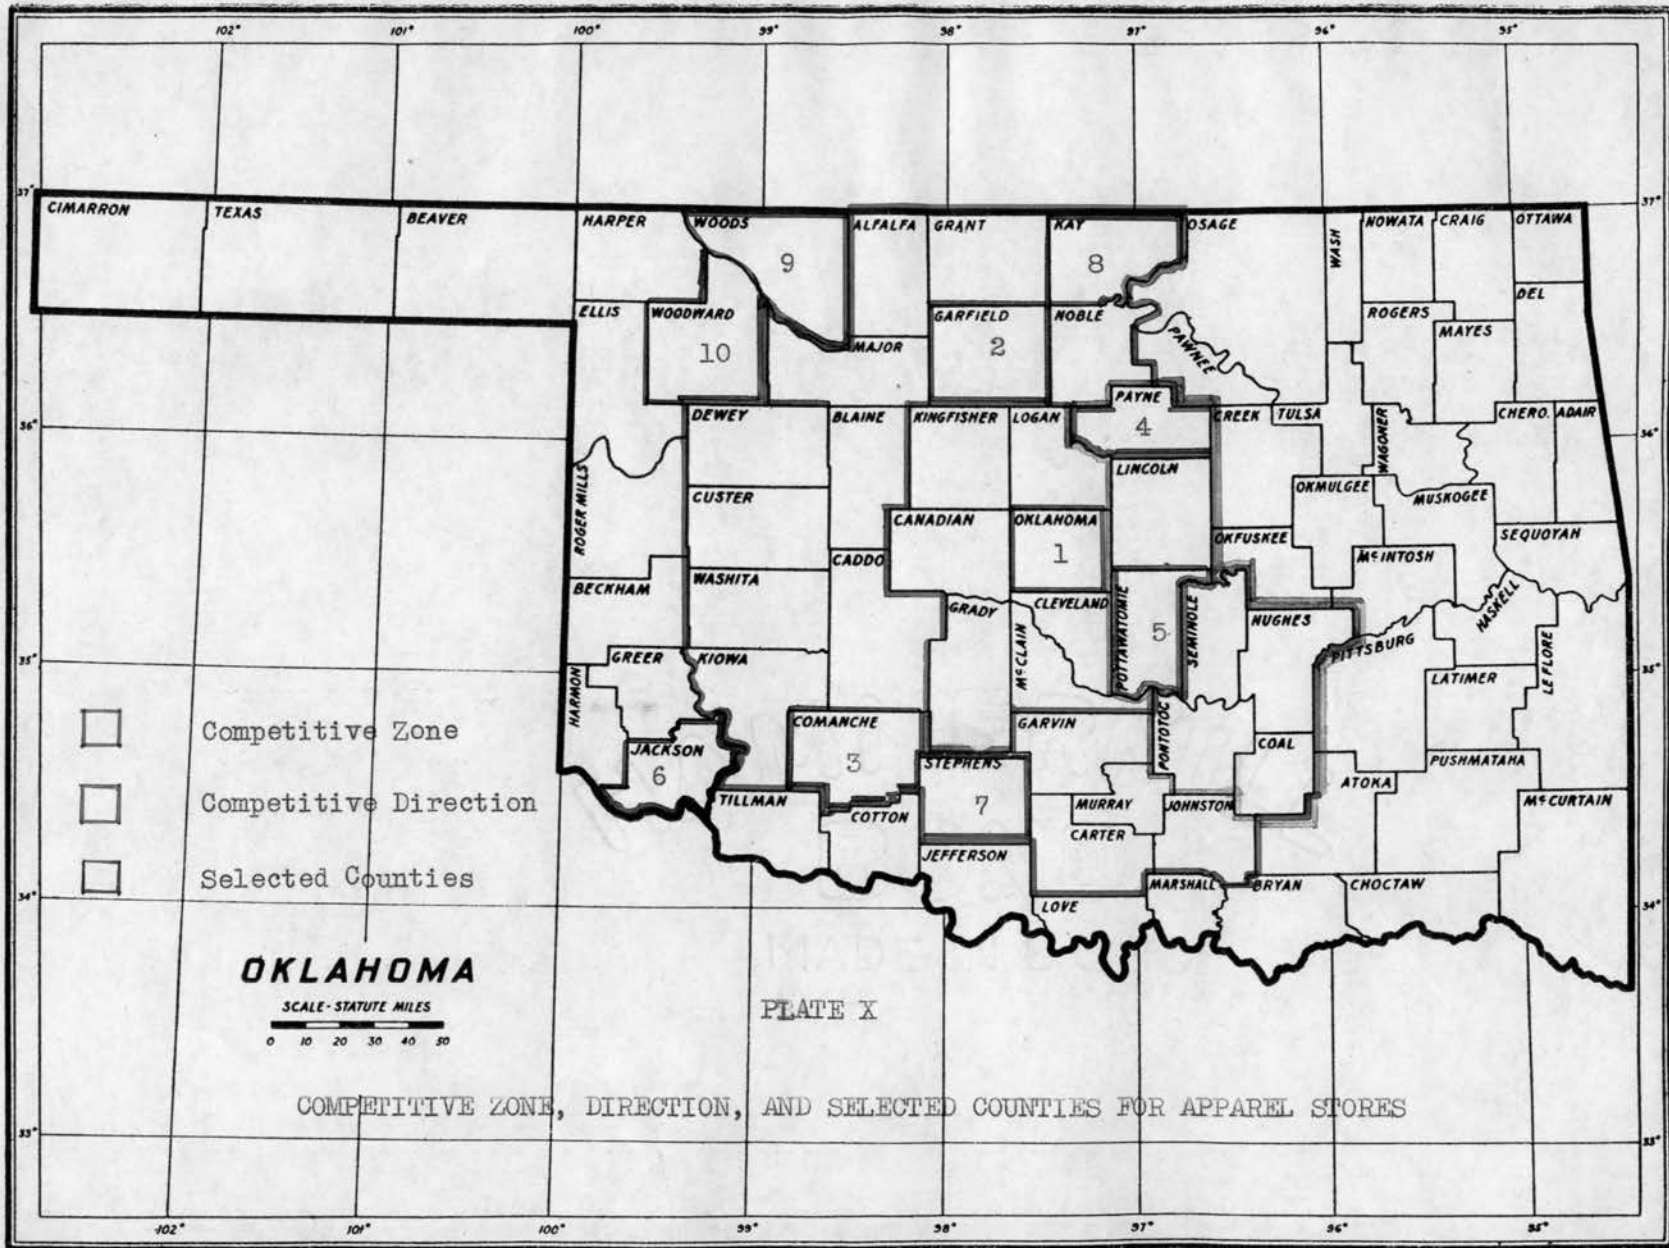 102° 101° 100° 99° 98° 97° 96° 95°
37° 37°
CIMARRON TEXAS BEAVER HARPER WOODS ALFALFA GRANT KAY OSAGE WASH NOWATA CRAIG OTTAWA
9 8
DEL
ELLIS WOODWARD GARFIELD NOBLE ROGERS
MAYES
10 MAJOR 2 PAWNEE
PAYNE
DEWEY BLAINE KINGFISHER LOGAN 4 CREEK TULSA WAGONER CHERO. ADAIR
36° 36°
LINCOLN
ROGER MILLS CUSTER OKMULGEE MUSKOGEE
CANADIAN OKLAHOMA
OKFUSKEE SEQUOYAH
CADDO 1 McINTOSH
BECKHAM WASHITA
GRADY CLEVELAND POTTAWATOMIE SEMINOLE HUGHES HASKELL
5
McCLAIN PITTSBURG
35° GREER KIOWA LE FLORE 35°
HARMON LATIMER
Competitive Zone
COMANCHE GARVIN PONTOTOC
JACKSON COAL
6 3 STEPHENS PUSHMATAHA
ATOKA
Competitive Direction
TILLMAN COTTON 7 MURRAY JOHNSTON McCURTAIN
CARTER
JEFFERSON
Selected Counties
MARSHALL BRYAN CHOCTAW
34° LOVE 34°
OKLAHOMA
SCALE-STATUTE MILES
0 10 20 30 40 50
PLATE X
COMPETITIVE ZONE, DIRECTION, AND SELECTED COUNTIES FOR APPAREL STORES
33° 33°
102° 101° 100° 99° 98° 97° 96° 95°